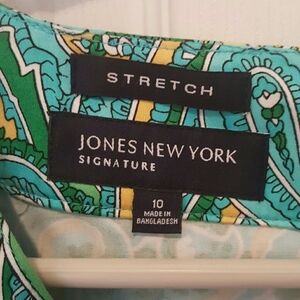 STRETCH
JONES NEW YORK
SIGNATURE
10
MADE IN
BANGLADESH